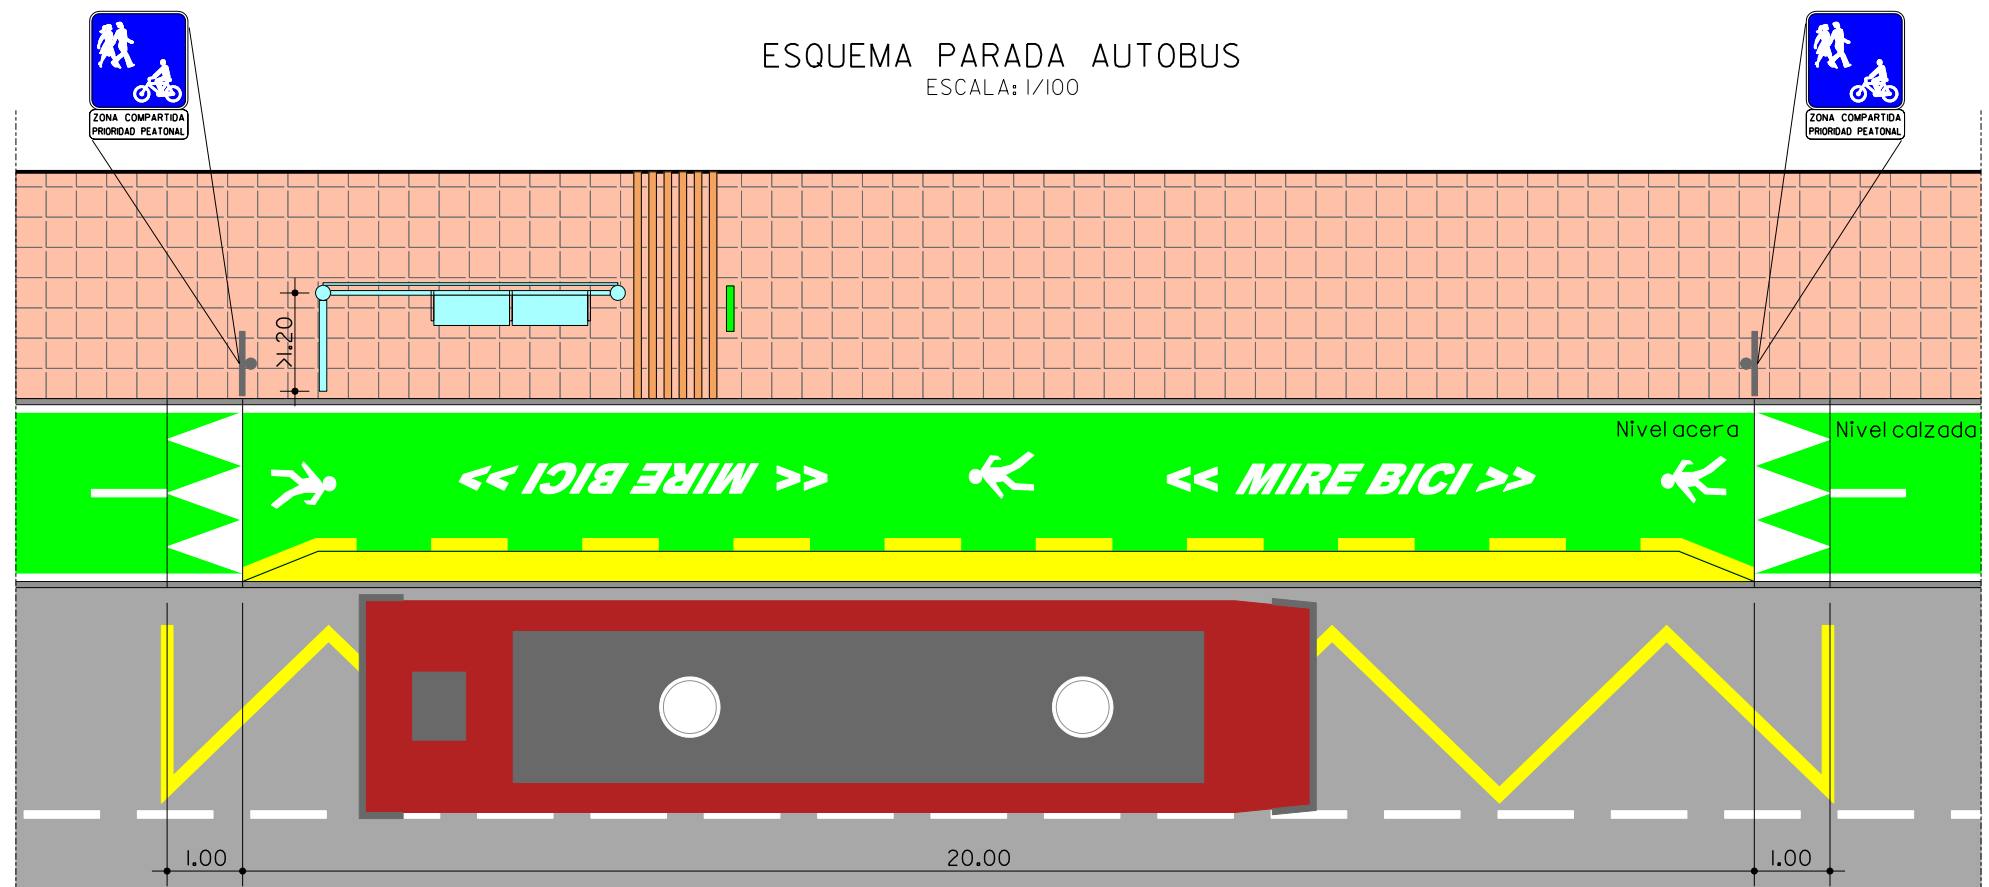 ESQUEMA PARADA AUTOBUS
ESCALA: 1/100
ZONA COMPARTIDA
PRIORIDAD PEATONAL
ZONA COMPARTIDA
PRIORIDAD PEATONAL
>1.20
Nivel acera
Nivel calzada
<< MIRE BICI >>
<< MIRE BICI >>
1.00
20.00
1.00